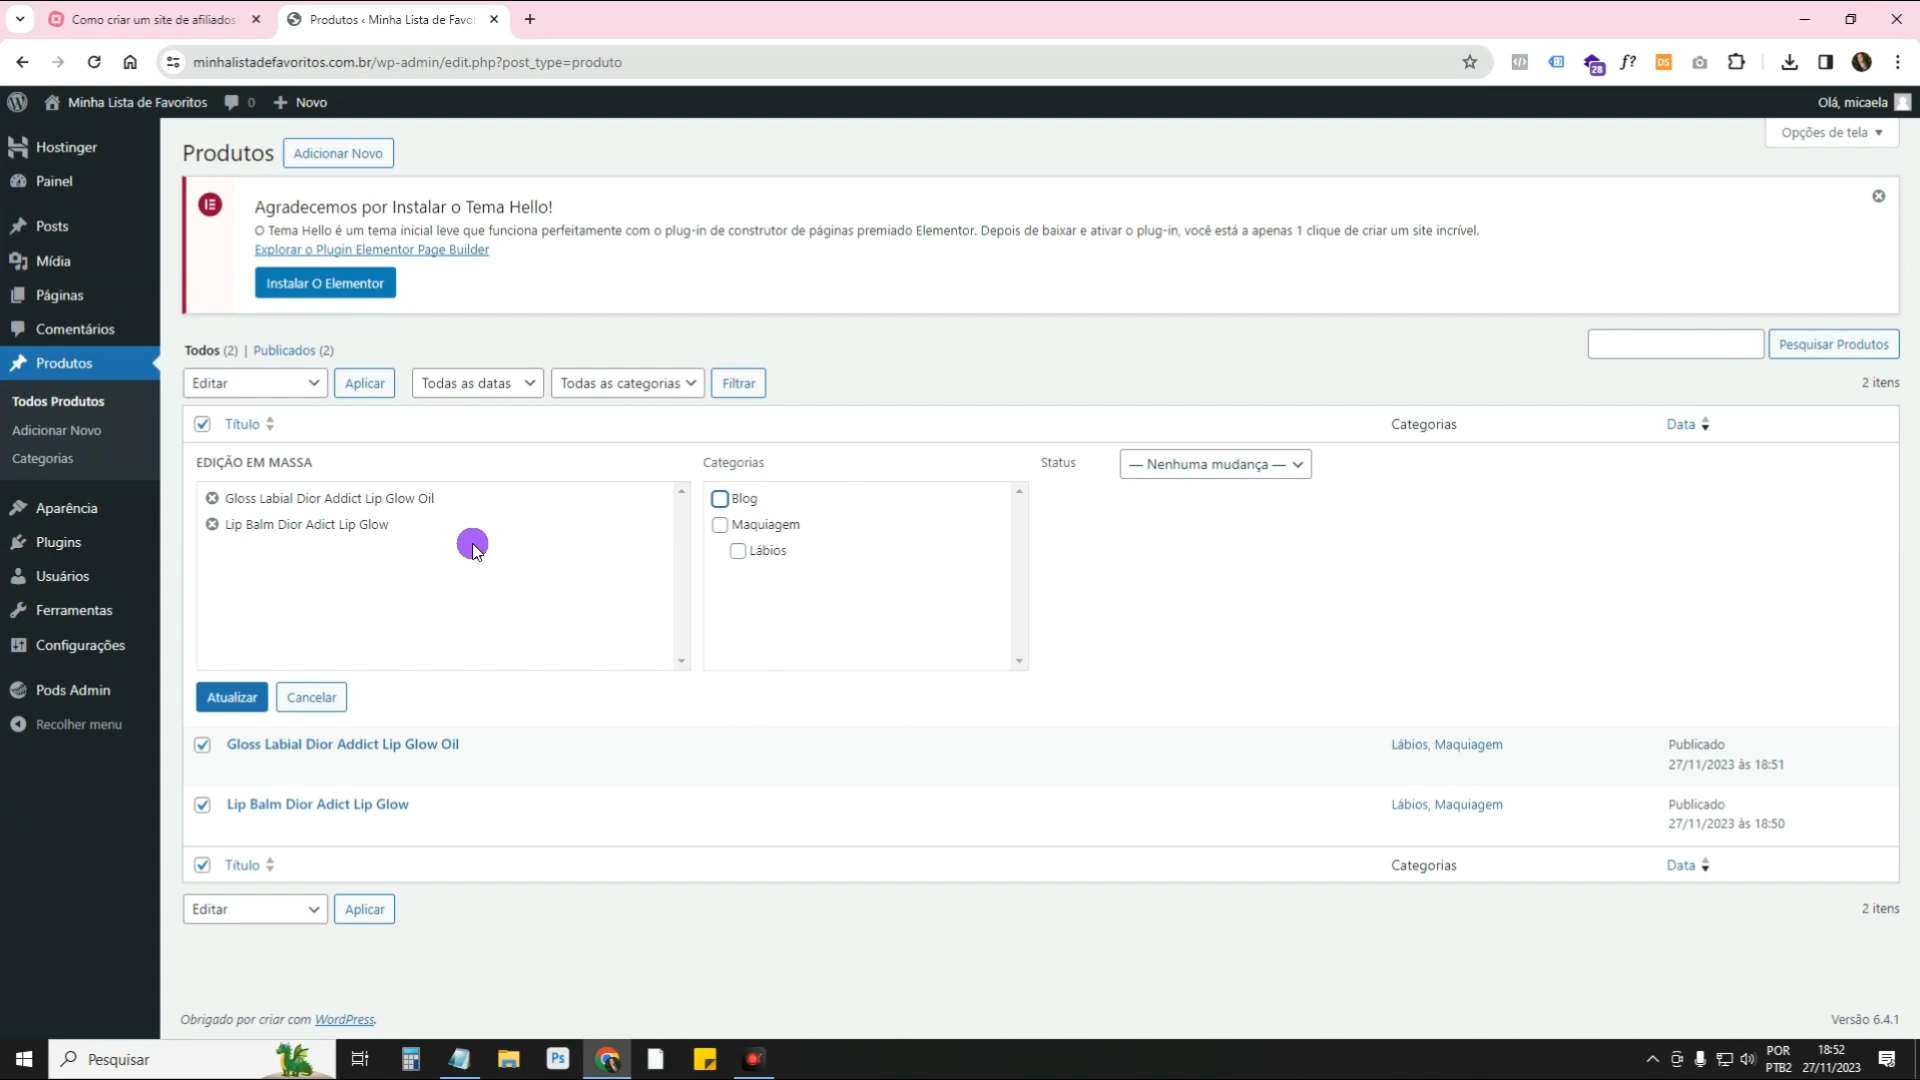 Como criar um site de afiliados
Produtos ‹ Minha Lista de Favor
minhalistadefavoritos.com.br/wp-admin/edit.php?post_type=produto
28
f?
DS
Minha Lista de Favoritos
0
Novo
Olá, micaela
Hostinger
Painel
Posts
Mídia
Páginas
Comentários
Produtos
Todos Produtos
Adicionar Novo
Categorias
Aparência
Plugins
Usuários
Ferramentas
Configurações
Pods Admin
Recolher menu
Opções de tela
Produtos
Adicionar Novo
Agradecemos por Instalar o Tema Hello!
O Tema Hello é um tema inicial leve que funciona perfeitamente com o plug-in de construtor de páginas premiado Elementor. Depois de baixar e ativar o plug-in, você está a apenas 1 clique de criar um site incrível.
Explorar o Plugin Elementor Page Builder
Instalar O Elementor
Todos (2) | Publicados (2)
Pesquisar Produtos
Editar
Aplicar
Todas as datas
Todas as categorias
Filtrar
2 itens
Título
Categorias
Data
EDIÇÃO EM MASSA
Categorias
Status
— Nenhuma mudança —
Gloss Labial Dior Addict Lip Glow Oil
Lip Balm Dior Adict Lip Glow
Blog
Maquiagem
Lábios
Atualizar
Cancelar
Gloss Labial Dior Addict Lip Glow Oil
Lábios, Maquiagem
Publicado
27/11/2023 às 18:51
Lip Balm Dior Adict Lip Glow
Lábios, Maquiagem
Publicado
27/11/2023 às 18:50
Título
Categorias
Data
Editar
Aplicar
2 itens
Obrigado por criar com WordPress.
Versão 6.4.1
Pesquisar
Ps
POR
PTB2
18:52
27/11/2023